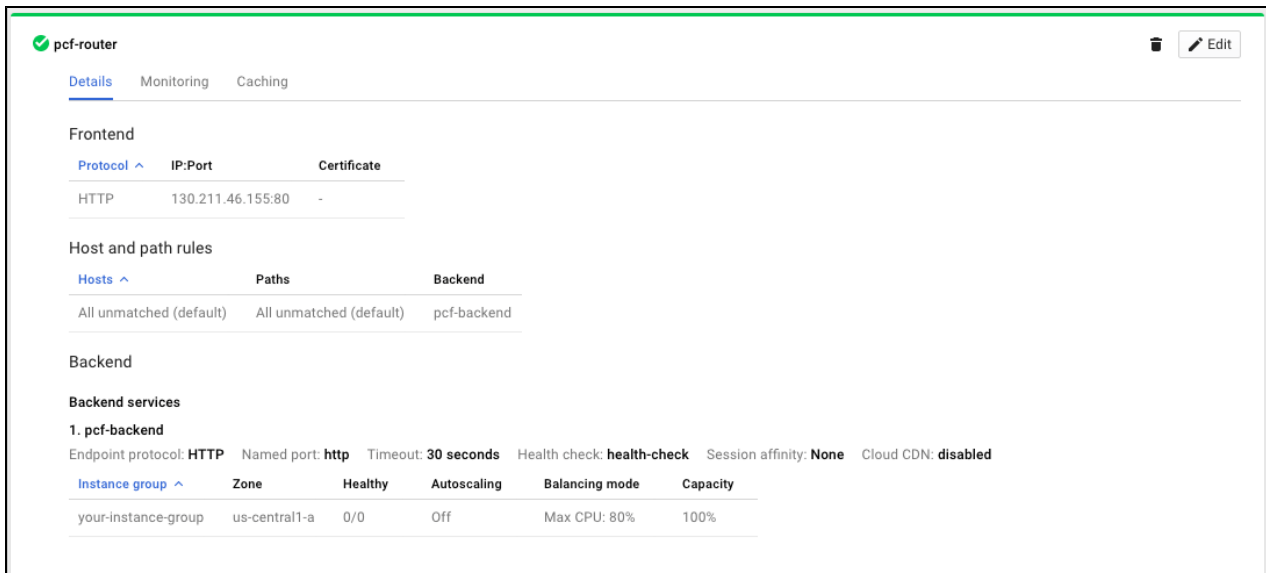 pcf-router
Edit
Details Monitoring Caching
Frontend
Protocol IP:Port Certificate
HTTP 130.211.46.155:80 -
Host and path rules
Hosts Paths Backend
All unmatched (default) All unmatched (default) pcf-backend
Backend
Backend services
1. pcf-backend
Endpoint protocol: HTTP Named port: http Timeout: 30 seconds Health check: health-check Session affinity: None Cloud CDN: disabled
Instance group Zone Healthy Autoscaling Balancing mode Capacity
your-instance-group us-central1-a 0/0 Off Max CPU: 80% 100%